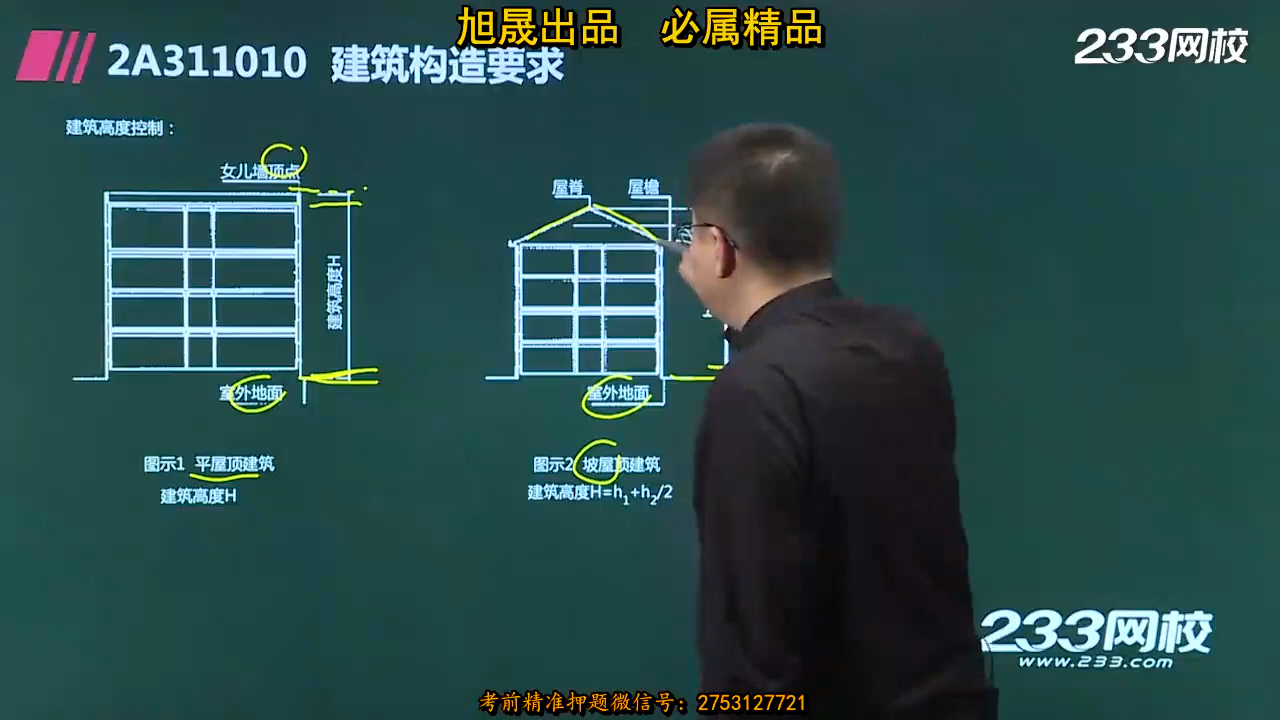 旭晟出品 必属精品
2A311010 建筑构造要求
233网校
建筑高度控制：
女儿墙顶点
屋脊
屋檐
建筑高度H
室外地面
室外地面
图示1 平屋顶建筑
建筑高度H
图示2 坡屋顶建筑
建筑高度H=h1+h2/2
233网校
www.233.com
考前精准押题微信号：2753127721